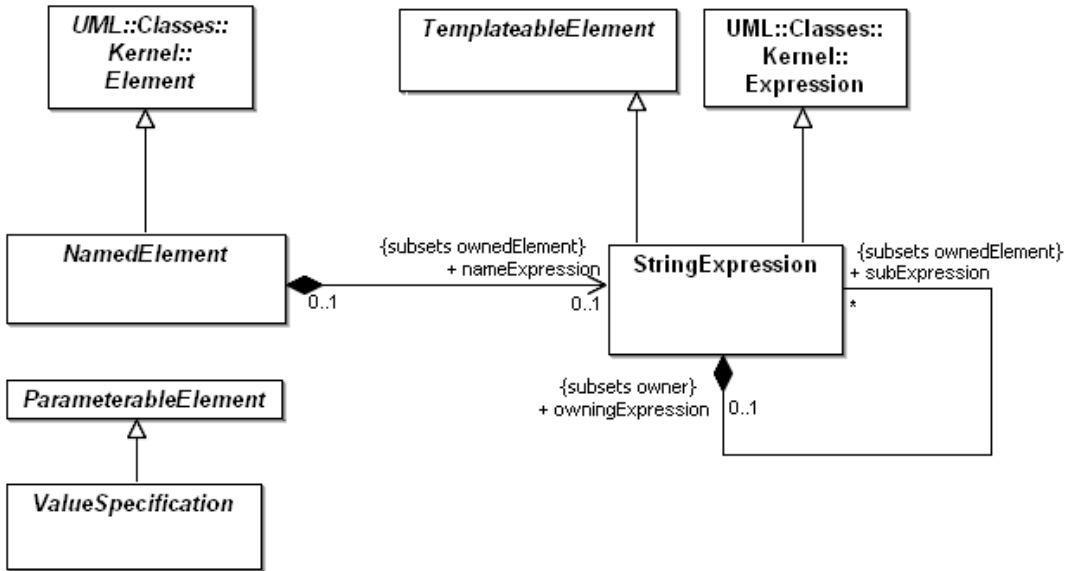 UML::Classes::
Kernel::
Element
TemplateableElement
UML::Classes::
Kernel::
Expression
NamedElement
{subsets ownedElement}
+ nameExpression
0..1
0..1
StringExpression
{subsets ownedElement}
+ subExpression
*
{subsets owner}
+ owningExpression
0..1
ParameterableElement
ValueSpecification